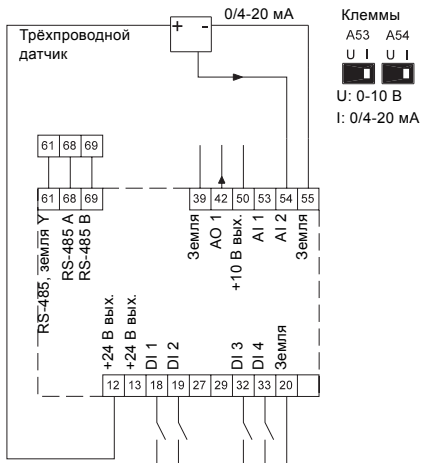 Трёхпроводной
датчик
+ -
0/4-20 мА
Клеммы
A53 A54
U I U I
U: 0-10 В
I: 0/4-20 мА
61 68 69
61 68 69
RS-485, земля Y
RS-485 A
RS-485 B
39 42 50 53 54 55
Земля
AO 1
+10 В вых.
AI 1
AI 2
Земля
+24 В вых.
+24 В вых.
DI 1
DI 2
DI 3
DI 4
Земля
12 13 18 19 27 29 32 33 20